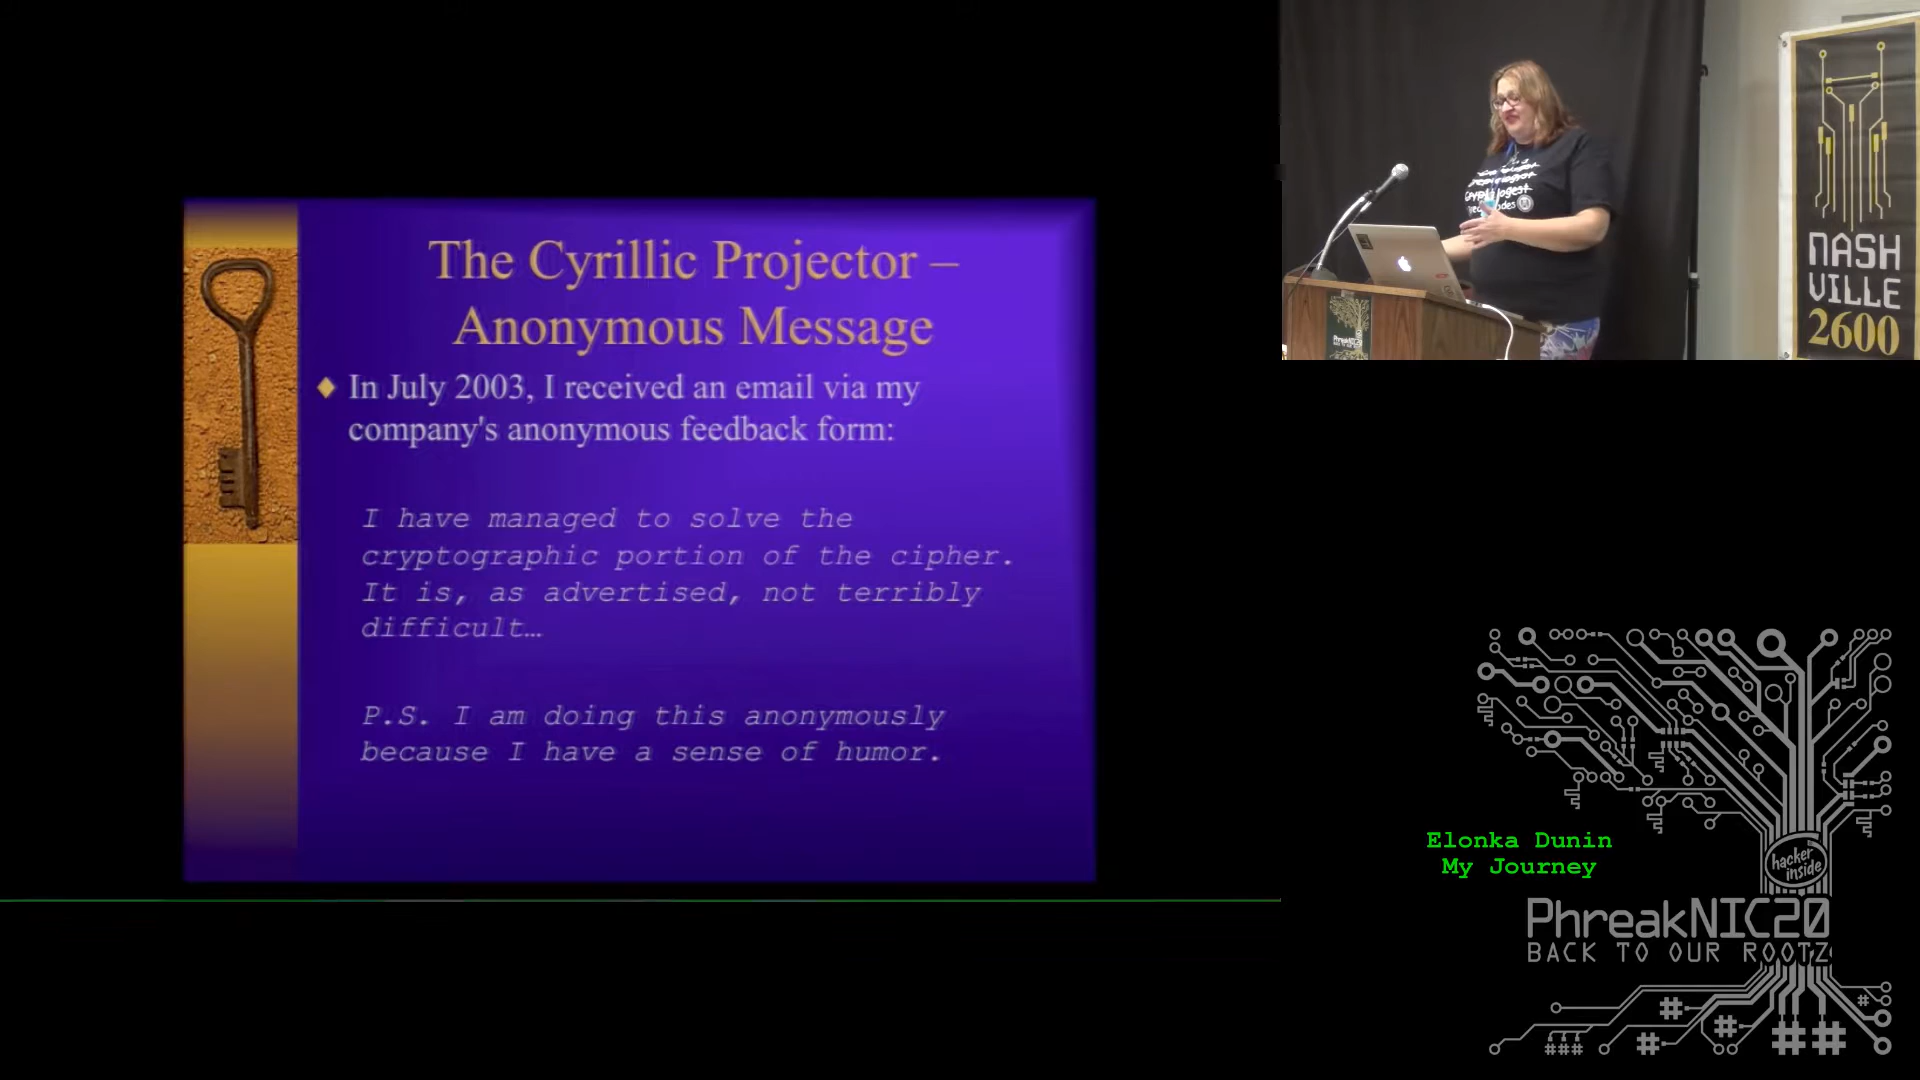 The Cyrillic Projector –
Anonymous Message
In July 2003, I received an email via my
company's anonymous feedback form:
I have managed to solve the
cryptographic portion of the cipher.
It is, as advertised, not terribly
difficult…
P.S. I am doing this anonymously
because I have a sense of humor.
NASH
VILLE
2600
PhreakNIC20
Elonka Dunin
My Journey
hacker
inside
PhreakNIC20
BACK TO OUR ROOTZ